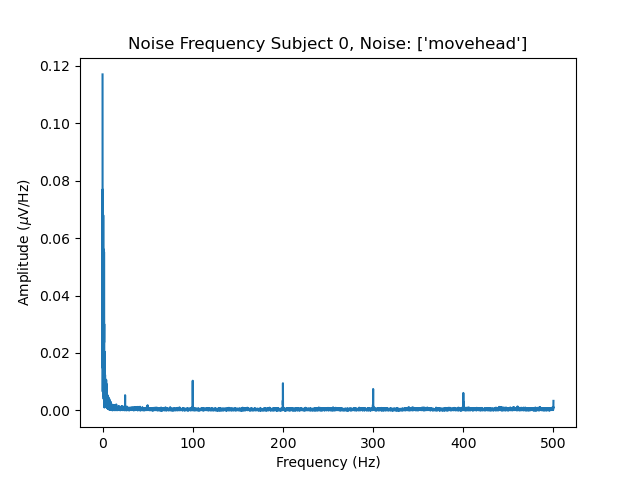 Noise Frequency Subject 0, Noise: ['movehead']
0.12
0.10
0.08
0.06
0.04
0.02
0.00
Amplitude (μV/Hz)
0 100 200 300 400 500
Frequency (Hz)